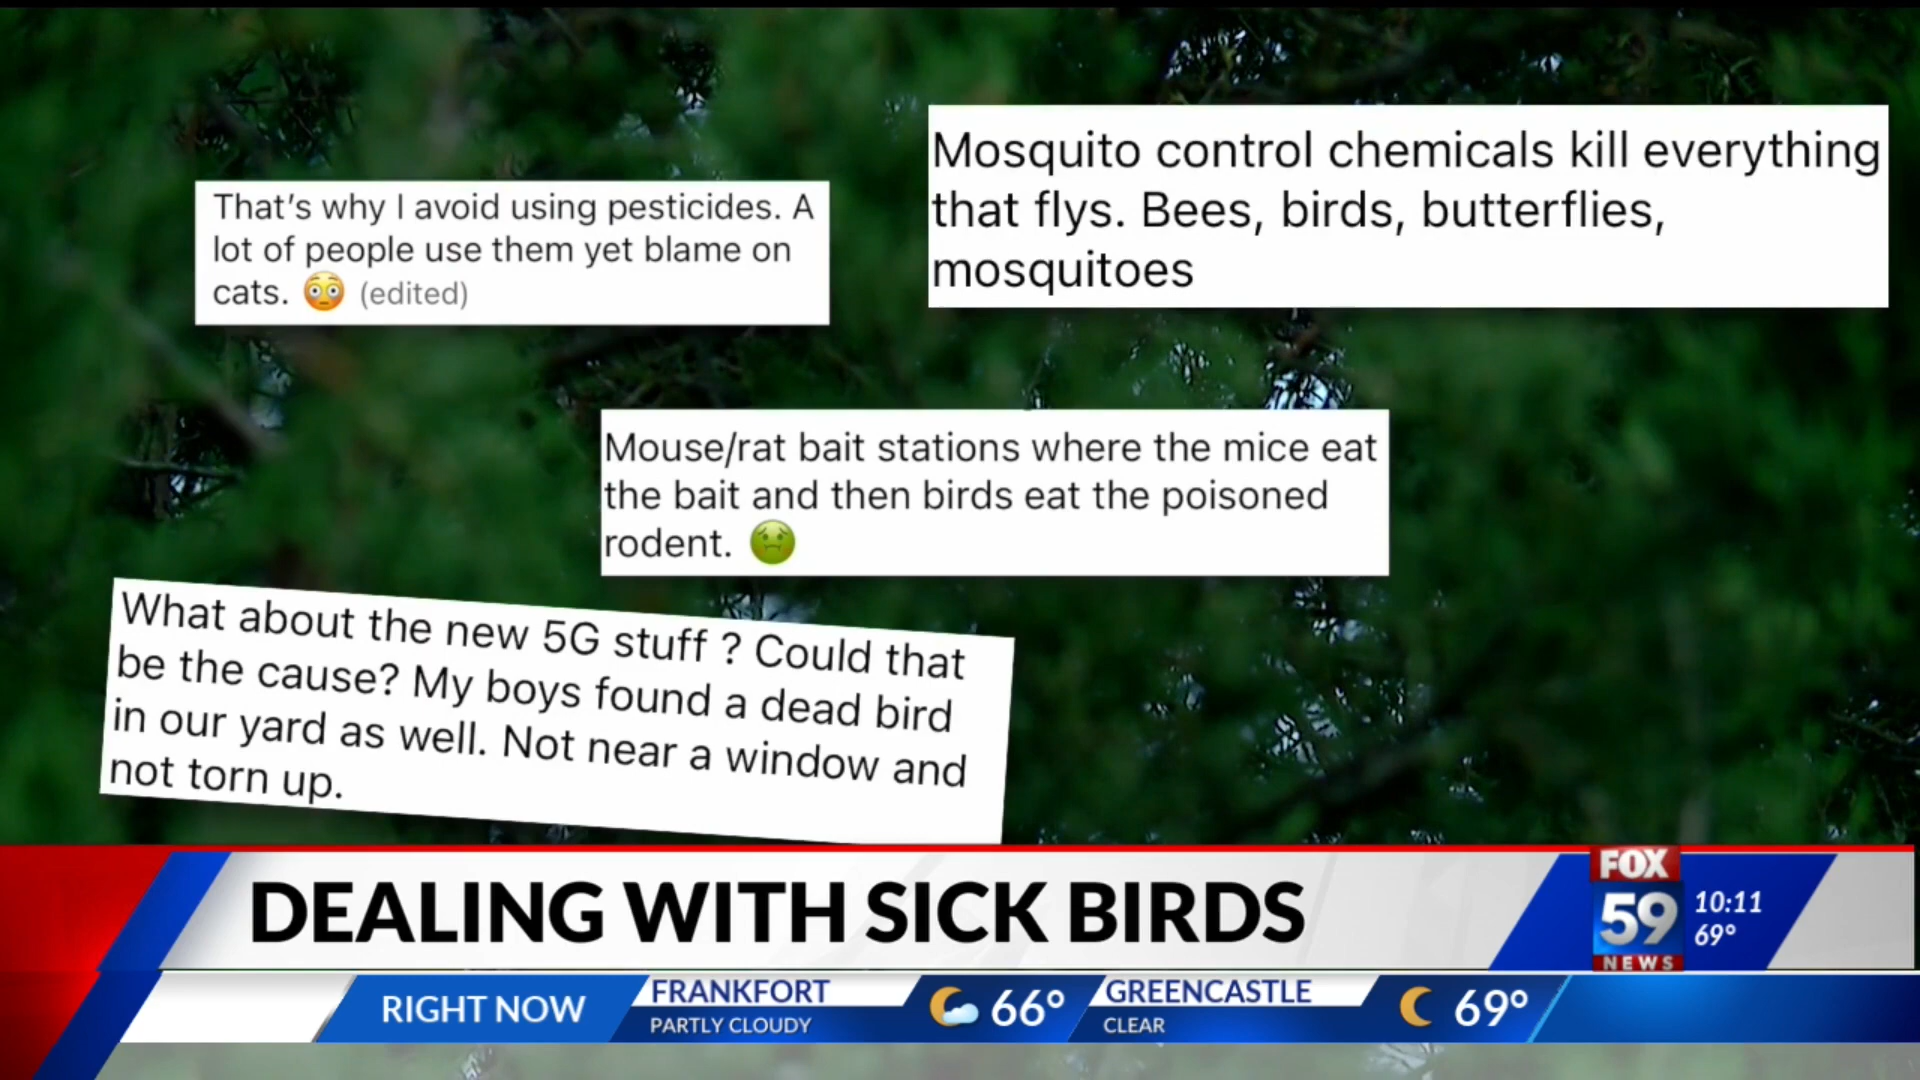 That's why I avoid using pesticides. A
lot of people use them yet blame on
cats. 😳 (edited)
Mosquito control chemicals kill everything
that flys. Bees, birds, butterflies,
mosquitoes
Mouse/rat bait stations where the mice eat
the bait and then birds eat the poisoned
rodent. 🤢
What about the new 5G stuff ? Could that
be the cause? My boys found a dead bird
in our yard as well. Not near a window and
not torn up.
DEALING WITH SICK BIRDS
FOX
59
NEWS
10:11
69°
RIGHT NOW
FRANKFORT
PARTLY CLOUDY
66°
GREENCASTLE
CLEAR
69°